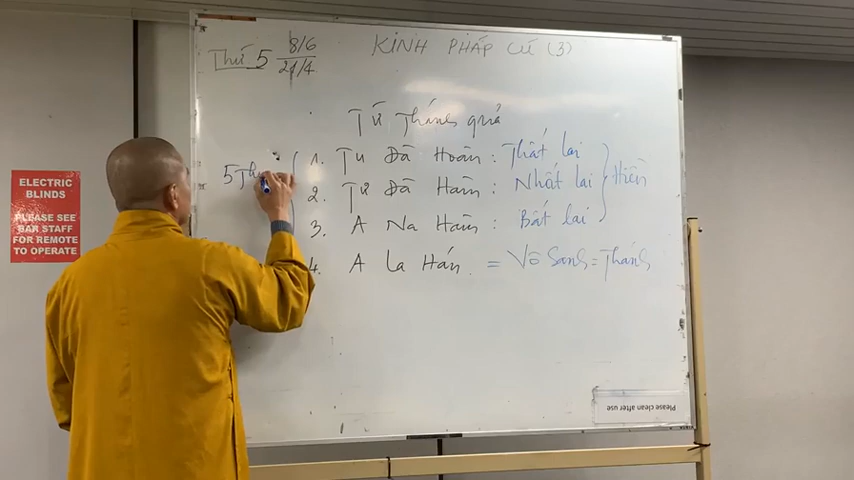 Thứ 5 8/6
21/4
KINH PHÁP CÚ (3)
Tứ Thánh quả
5 Th
1. Tu Đà Hoàn : Thất lai
2. Tư Đà Hàm : Nhất lai
3. A Na Hàm : Bất lai
Hiền
4. A La Hán = Vô Sanh = Thánh
ELECTRIC
BLINDS
PLEASE SEE
BAR STAFF
FOR REMOTE
TO OPERATE
Please clean after use